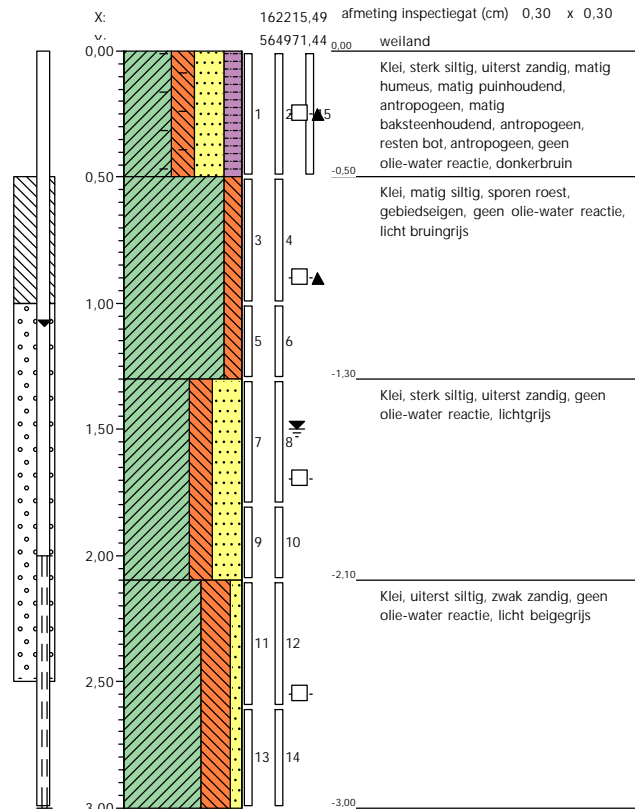 X: 162215,49 afmeting inspectiegat (cm) 0,30 x 0,30
Y: 564971,44 0,00 weiland
0,00
Klei, sterk siltig, uiterst zandig, matig
humeus, matig puinhoudend,
antropogeen, matig
baksteenhoudend, antropogeen,
resten bot, antropogeen, geen
olie-water reactie, donkerbruin
1 2 15
0,50 -0,50
Klei, matig siltig, sporen roest,
gebiedseigen, geen olie-water reactie,
licht bruingrijs
3 4
1,00
5 6
-1,30
Klei, sterk siltig, uiterst zandig, geen
olie-water reactie, lichtgrijs
1,50
7 8
9 10
2,00
-2,10
Klei, uiterst siltig, zwak zandig, geen
olie-water reactie, licht beigegrijs
11 12
2,50
13 14
3,00 -3,00